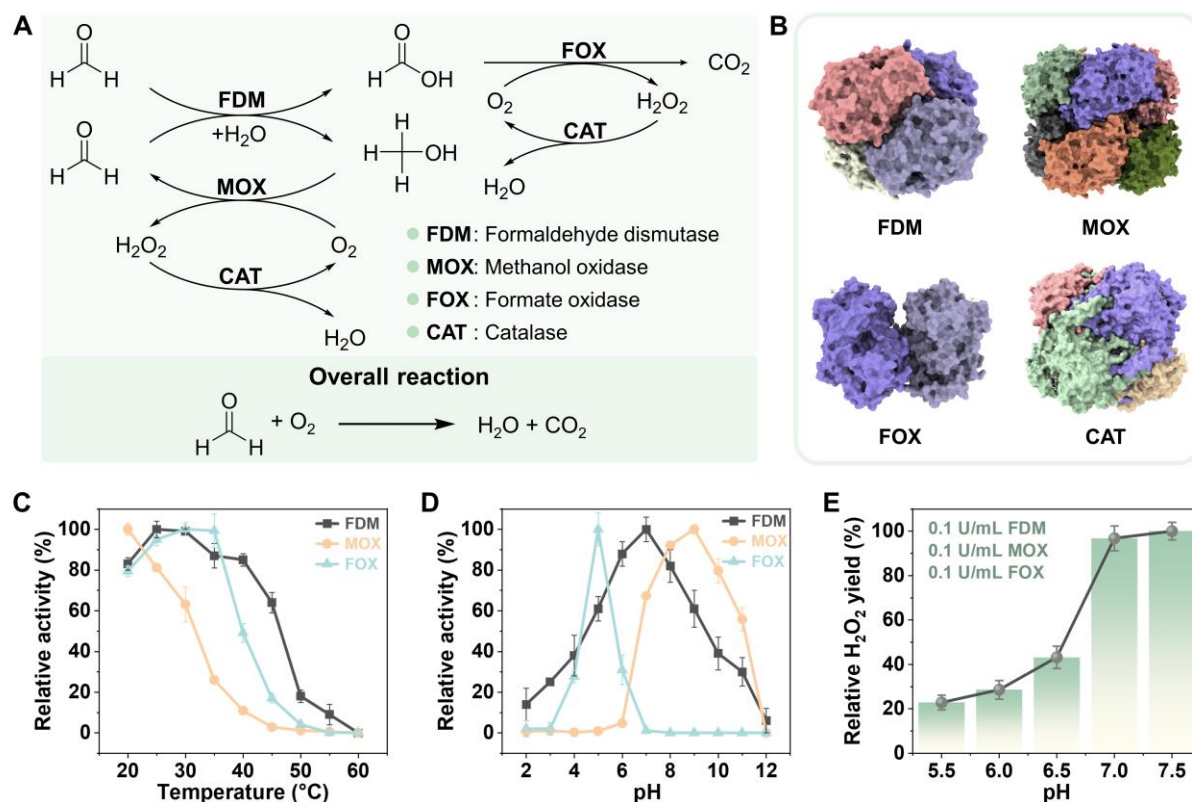 A
O
H H
FDM
+H₂O
O
H OH
FOX
CO₂
O₂
H₂O₂
CAT
H₂O
O
H H
H
H OH
H
MOX
H₂O₂
O₂
CAT
H₂O
FDM : Formaldehyde dismutase
MOX : Methanol oxidase
FOX : Formate oxidase
CAT : Catalase
Overall reaction
O
H H
+ O₂
H₂O + CO₂
B
FDM
MOX
FOX
CAT
C
Relative activity (%)
100
80
60
40
20
0
FDM
MOX
FOX
20 30 40 50 60
Temperature (°C)
D
Relative activity (%)
100
80
60
40
20
0
FDM
MOX
FOX
2 4 6 8 10 12
pH
E
Relative H₂O₂ yield (%)
100
80
60
40
20
0
0.1 U/mL FDM
0.1 U/mL MOX
0.1 U/mL FOX
5.5 6.0 6.5 7.0 7.5
pH